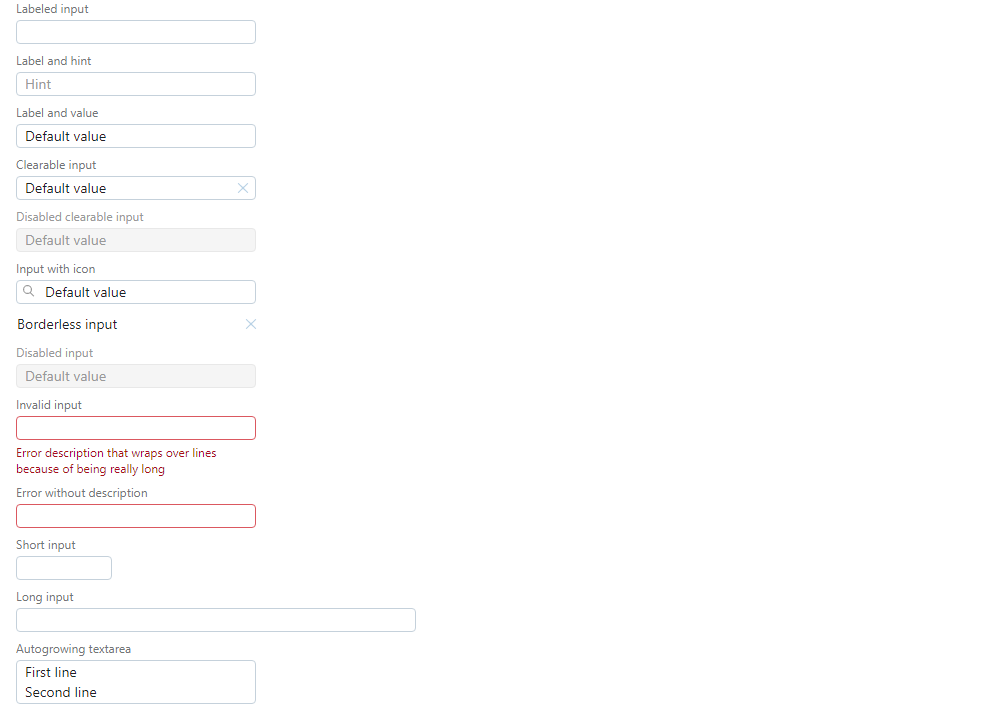 Labeled input
Label and hint
Hint
Label and value
Default value
Clearable input
Default value
Disabled clearable input
Default value
Input with icon
Default value
Borderless input
Disabled input
Default value
Invalid input
Error description that wraps over lines
because of being really long
Error without description
Short input
Long input
Autogrowing textarea
First line
Second line